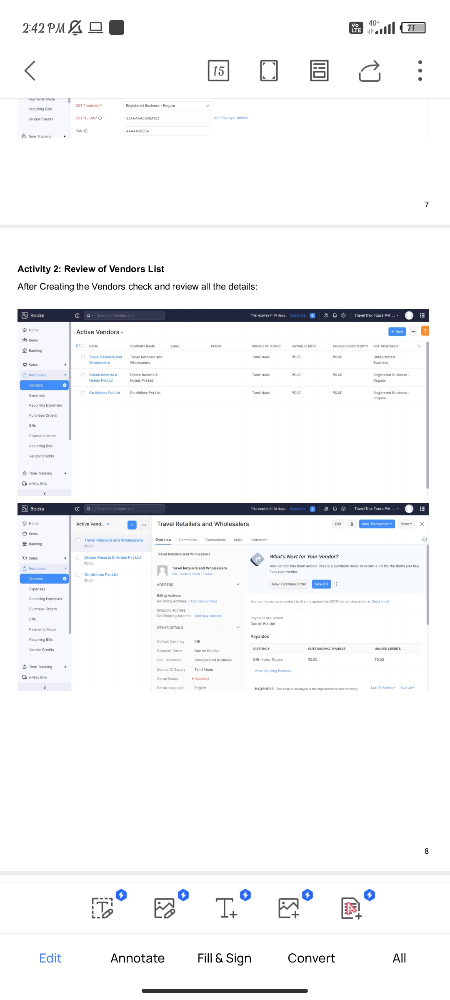 2:42 PM
Vo LTE 4G+ 71
15
Payments Made
Recurring Bills
Vendor Credits
Time Tracking
GST Treatment* Registered Business - Regular
GSTIN / UIN* 33AAAAA0000A15Z Get Taxpayer details
PAN AAAAA0000A
7
Activity 2: Review of Vendors List
After Creating the Vendors check and review all the details:
Books Search in Vendors ( / ) Trial expires in 14 days. Subscribe TravelTrax Tours Pvt ...
Home
Items
Banking
Sales
Purchases
Vendors
Expenses
Recurring Expenses
Purchase Orders
Bills
Payments Made
Recurring Bills
Vendor Credits
Time Tracking
e-Way Bills
Active Vendors + New ?
NAME COMPANY NAME EMAIL PHONE SOURCE OF SUPPLY PAYABLES (BCY) UNUSED CREDITS (BCY) GST TREATMENT
Travel Retailers and Travel Retailers and Tamil Nadu ₹0.00 ₹0.00 Unregistered
Wholesalers Wholesalers Business
Dream Resorts & Dream Resorts & Tamil Nadu ₹0.00 ₹0.00 Registered Business -
Hotels Pvt Ltd Hotels Pvt Ltd Regular
Go Airlines Pvt Ltd Go Airlines Pvt Ltd Tamil Nadu ₹0.00 ₹0.00 Registered Business -
Regular
Books Search in Vendors ( / ) Trial expires in 14 days. Subscribe TravelTrax Tours Pvt ...
Home
Items
Banking
Sales
Purchases
Vendors
Expenses
Recurring Expenses
Purchase Orders
Bills
Payments Made
Recurring Bills
Vendor Credits
Time Tracking
e-Way Bills
Active Vend...
Travel Retailers and Wholesalers
₹0.00
Dream Resorts & Hotels Pvt Ltd
₹0.00
Go Airlines Pvt Ltd
₹0.00
Travel Retailers and Wholesalers Edit New Transaction More
Overview Comments Transactions Mails Statement
Travel Retailers and Wholesalers
Travel Retailers and Wholesalers
Edit Invite to Portal Delete
ADDRESS
Billing Address
No Billing Address - Add new address
Shipping Address
No Shipping Address - Add new address
OTHER DETAILS
Default Currency INR
Payment Terms Due on Receipt
GST Treatment Unregistered Business
Source Of Supply Tamil Nadu
Portal Status Disabled
Portal Language English
What's Next for Your Vendor?
Your vendor has been added. Create a purchase order or record a bill for the items you buy
from your vendor.
New Purchase Order New Bill
You can request your contact to directly update the GSTIN by sending an email. Send email
Payment due period
Due on Receipt
Payables
CURRENCY OUTSTANDING PAYABLES UNUSED CREDITS
INR- Indian Rupee ₹0.00 ₹0.00
View Opening Balance
Expenses This chart is displayed in the organization's base currency. Last 6 Months Accrual
8
Edit Annotate Fill & Sign Convert All